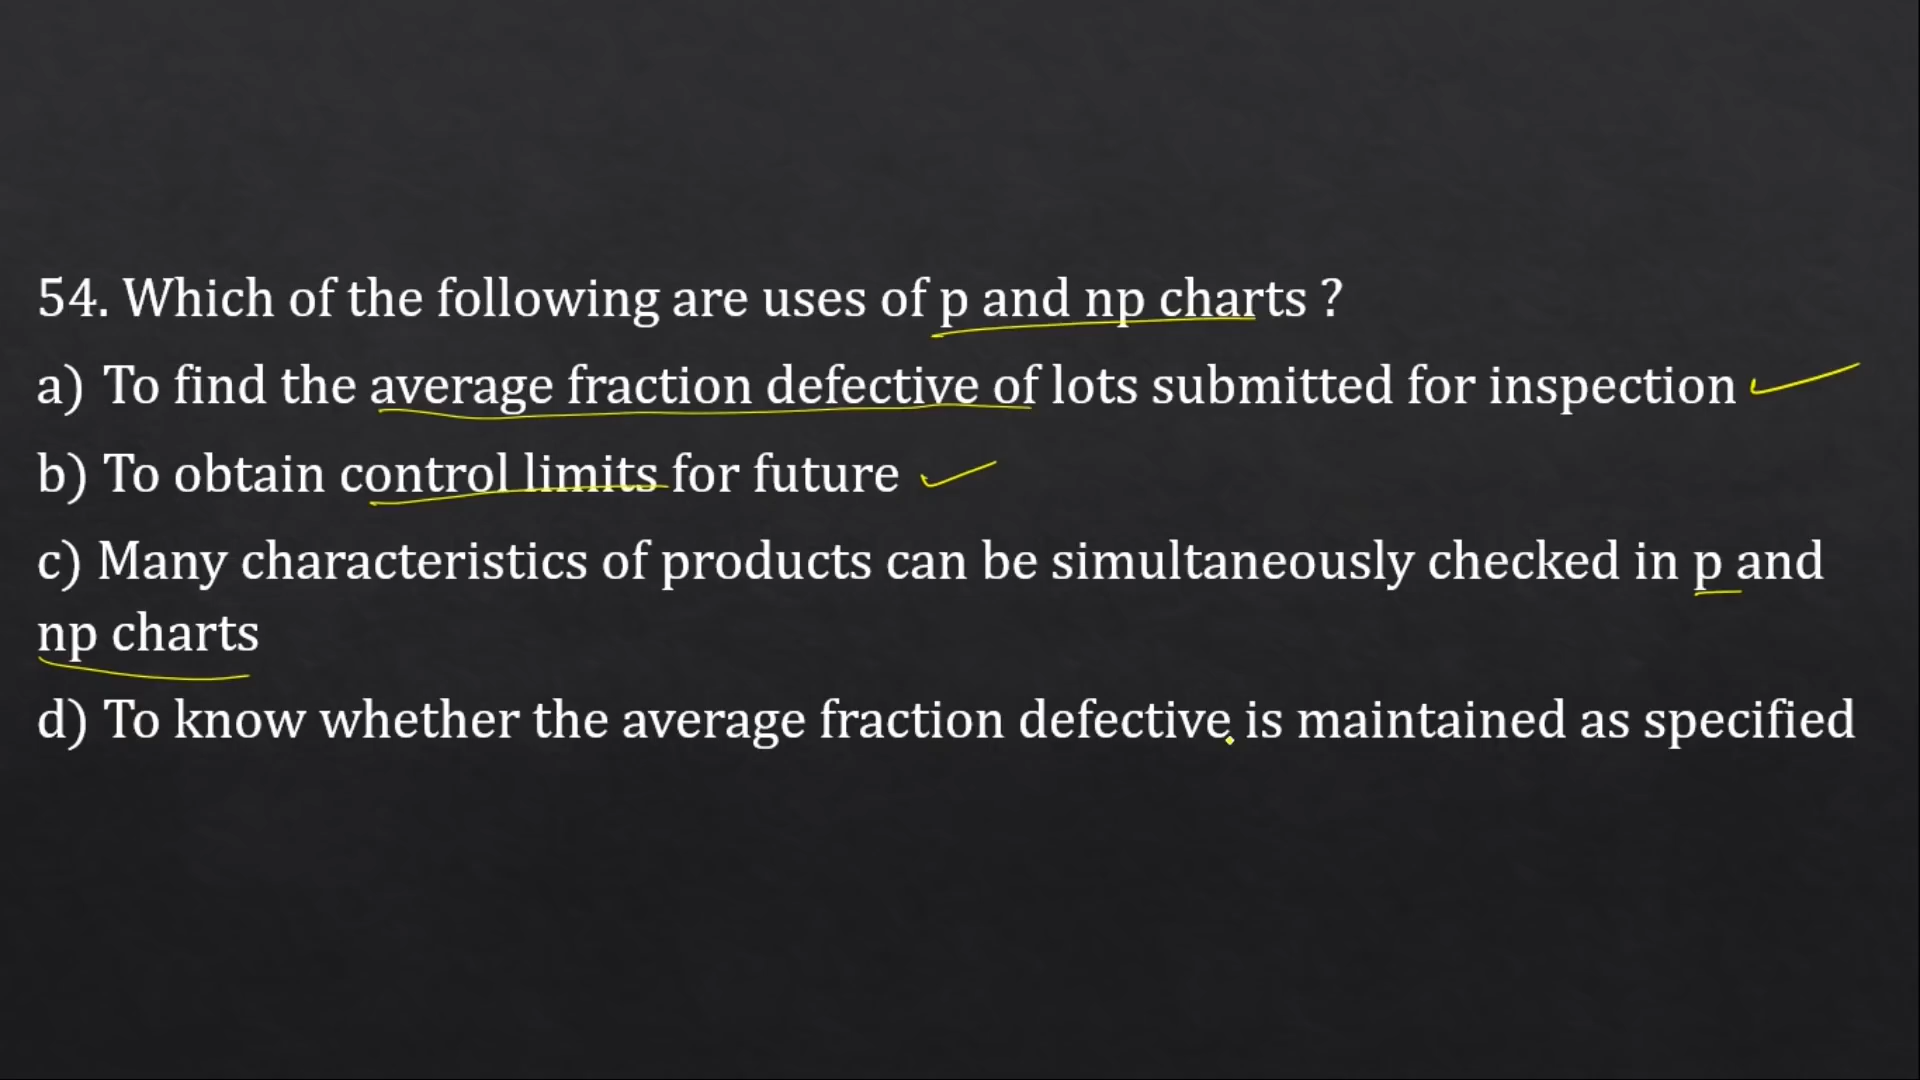 54. Which of the following are uses of p and np charts ?
a) To find the average fraction defective of lots submitted for inspection
b) To obtain control limits for future
c) Many characteristics of products can be simultaneously checked in p and
np charts
d) To know whether the average fraction defective is maintained as specified